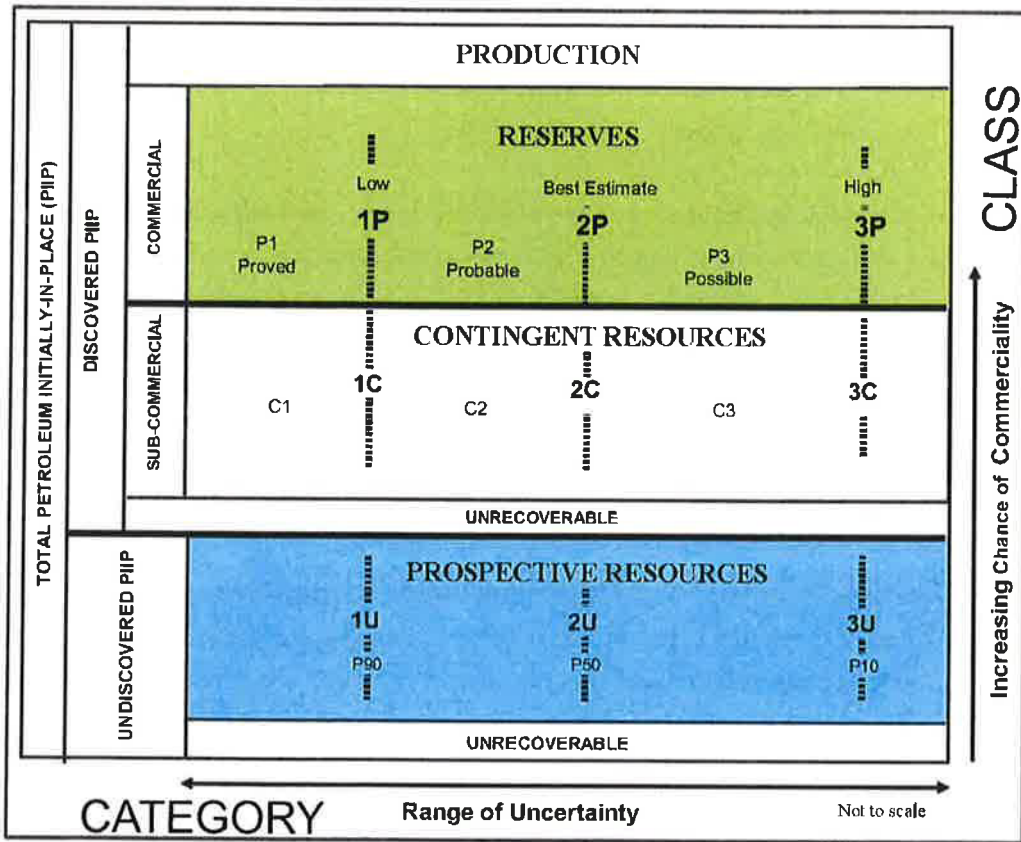 PRODUCTION
RESERVES
Low
Best Estimate
High
1P
2P
3P
P1
Proved
P2
Probable
P3
Possible
CONTINGENT RESOURCES
1C
2C
3C
C1
C2
C3
UNRECOVERABLE
PROSPECTIVE RESOURCES
1U
2U
3U
P90
P50
P10
UNRECOVERABLE
TOTAL PETROLEUM INITIALLY-IN-PLACE (PIIP)
DISCOVERED PIIP
UNDISCOVERED PIIP
COMMERCIAL
SUB-COMMERCIAL
CLASS
Increasing Chance of Commerciality
CATEGORY
Range of Uncertainty
Not to scale